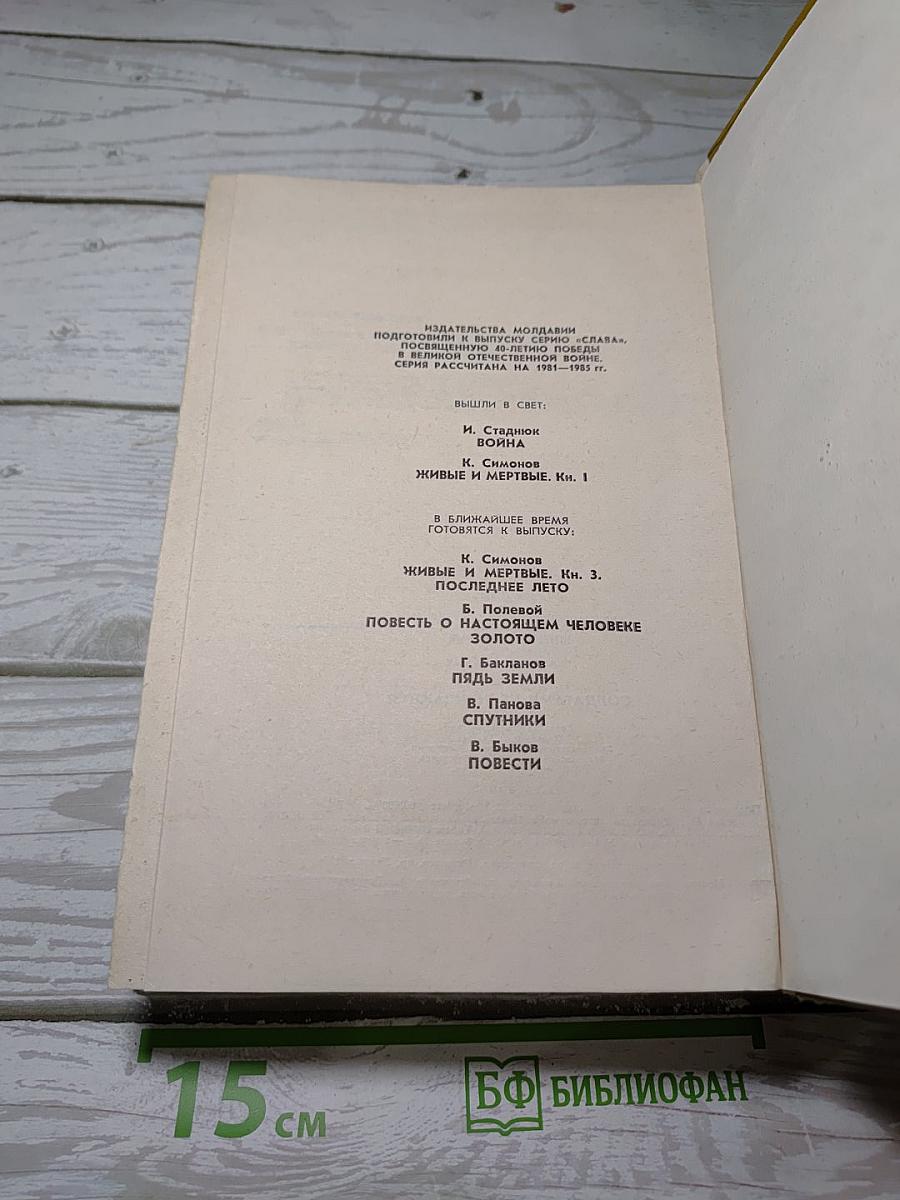 ИЗДАТЕЛЬСТВА МОЛДАВИИ
ПОДГОТОВИЛИ К ВЫПУСКУ СЕРИЮ «СЛАВА»,
ПОСВЯЩЕННУЮ 40-ЛЕТИЮ ПОБЕДЫ
В ВЕЛИКОЙ ОТЕЧЕСТВЕННОЙ ВОЙНЕ.
СЕРИЯ РАССЧИТАНА НА 1981—1985 гг.
ВЫШЛИ В СВЕТ:
И. Стаднюк
ВОЙНА
К. Симонов
ЖИВЫЕ И МЕРТВЫЕ. Кн. I
В БЛИЖАЙШЕЕ ВРЕМЯ
ГОТОВЯТСЯ К ВЫПУСКУ:
К. Симонов
ЖИВЫЕ И МЕРТВЫЕ. Кн. 3.
ПОСЛЕДНЕЕ ЛЕТО
Б. Полевой
ПОВЕСТЬ О НАСТОЯЩЕМ ЧЕЛОВЕКЕ
ЗОЛОТО
Г. Бакланов
ПЯДЬ ЗЕМЛИ
В. Панова
СПУТНИКИ
В. Быков
ПОВЕСТИ
15 см
БФ БИБЛИОФАН